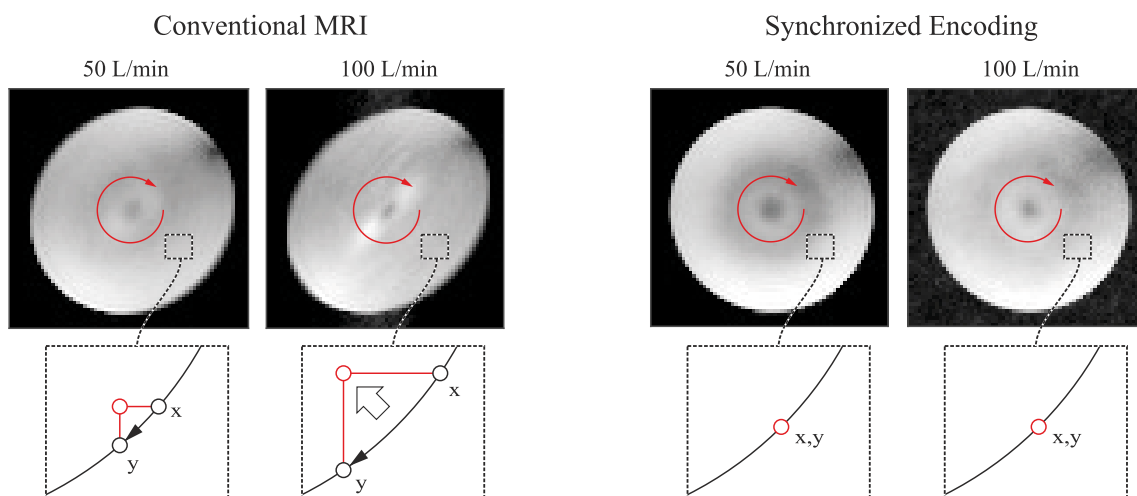 Conventional MRI
Synchronized Encoding
50 L/min
100 L/min
50 L/min
100 L/min
x
y
x
y
x,y
x,y